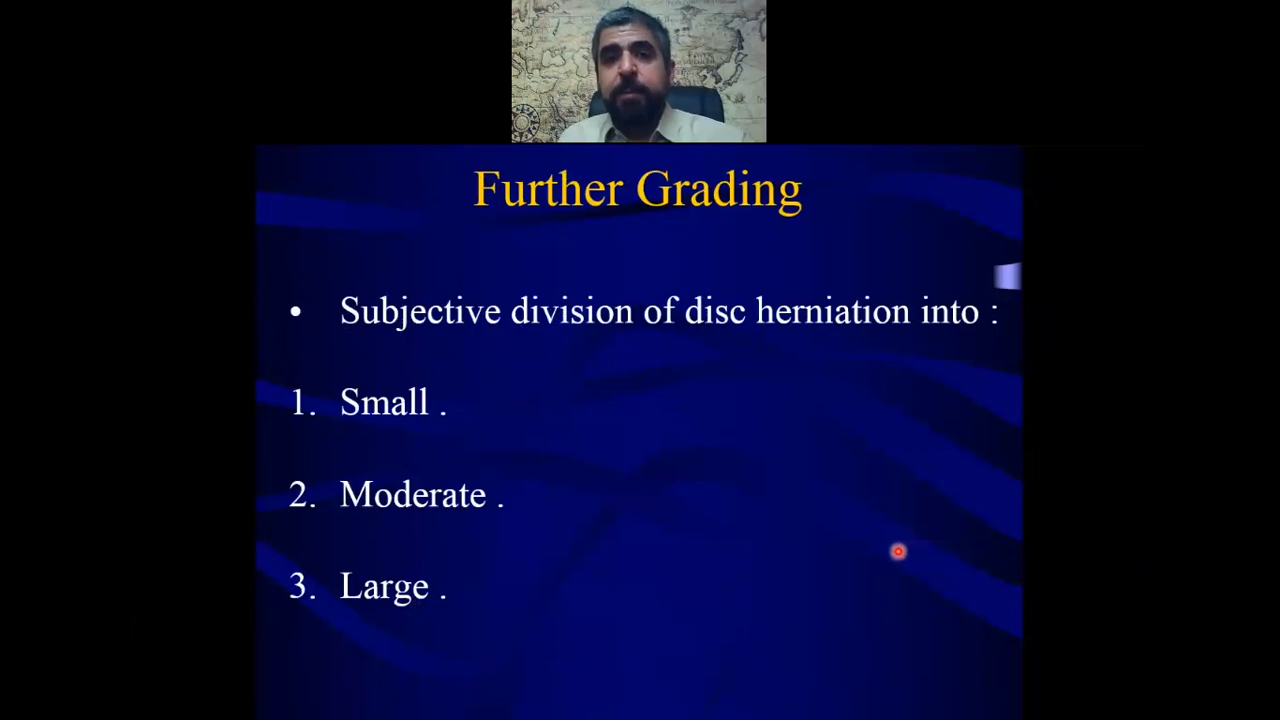 Further Grading
• Subjective division of disc herniation into :
1. Small .
2. Moderate .
3. Large .